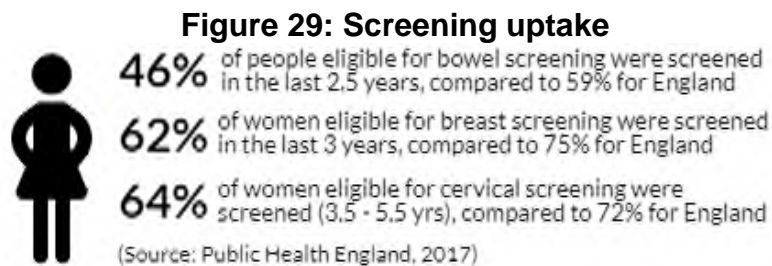 Figure 29: Screening uptake
46% of people eligible for bowel screening were screened
in the last 2.5 years, compared to 59% for England
62% of women eligible for breast screening were screened
in the last 3 years, compared to 75% for England
64% of women eligible for cervical screening were
screened (3.5 - 5.5 yrs), compared to 72% for England
(Source: Public Health England, 2017)